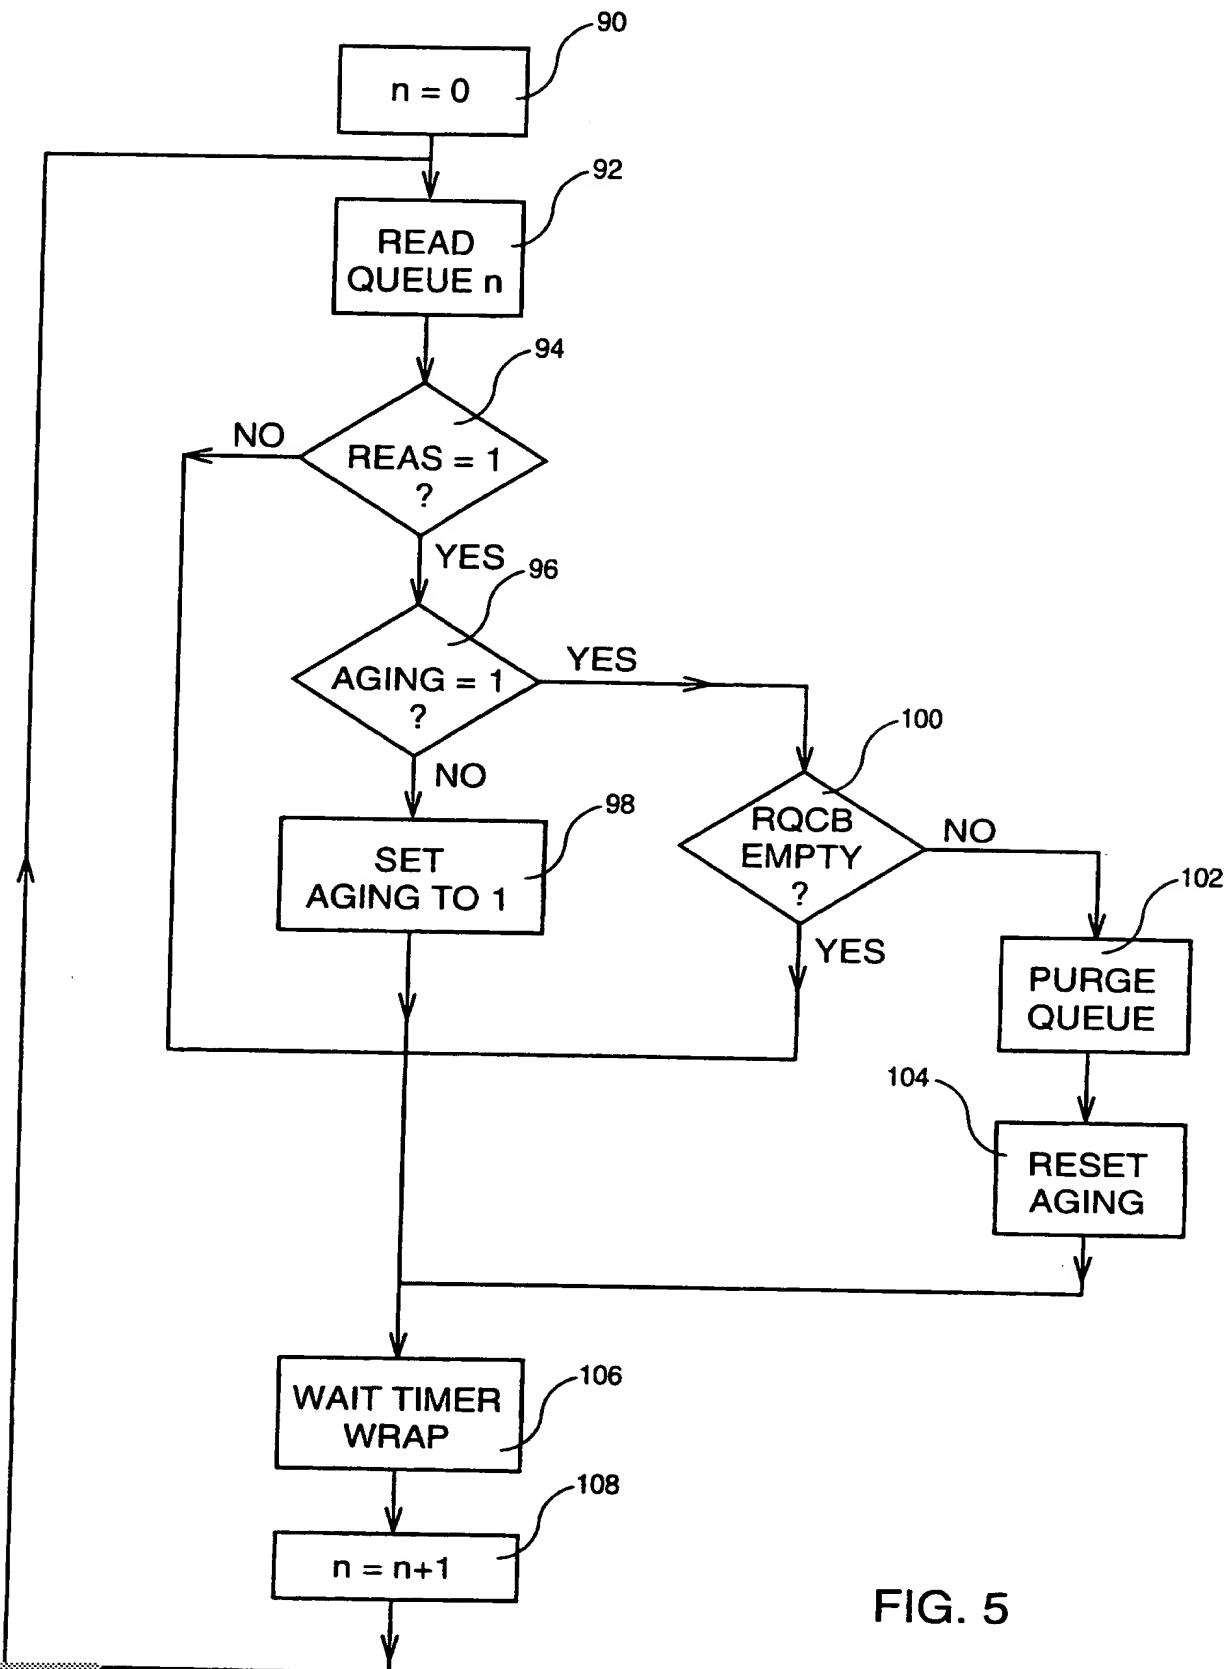 90
n = 0
92
READ
QUEUE n
94
NO
REAS = 1
?
YES
96
AGING = 1
?
YES
100
NO
98
RQCB
EMPTY
?
NO
SET
AGING TO 1
102
YES
PURGE
QUEUE
104
RESET
AGING
106
WAIT TIMER
WRAP
108
n = n+1
FIG. 5